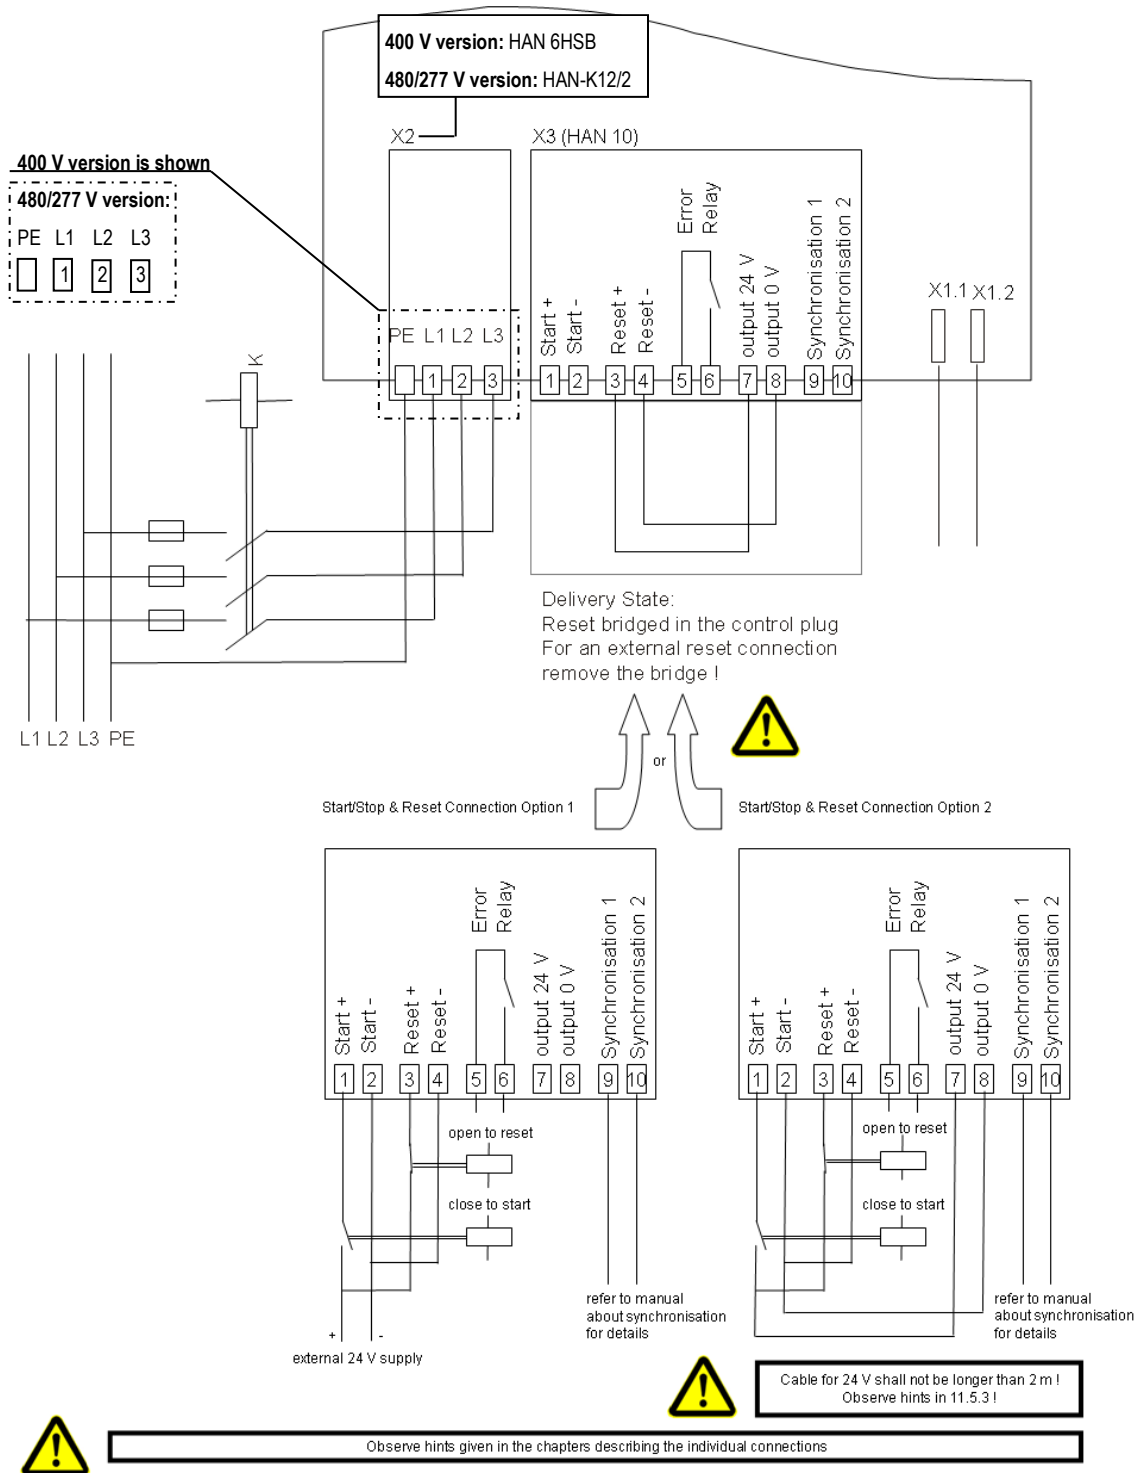 400 V version: HAN 6HSB
480/277 V version: HAN-K12/2
X2
X3 (HAN 10)
400 V version is shown
480/277 V version:
PE L1 L2 L3
1 2 3
Error
Relay
Start +
Start -
Reset +
Reset -
output 24 V
output 0 V
Synchronisation 1
Synchronisation 2
X1.1 X1.2
PE L1 L2 L3
1 2 3
1 2 3 4 5 6 7 8 9 10
K
Delivery State:
Reset bridged in the control plug
For an external reset connection
remove the bridge !
L1 L2 L3 PE
or
Start/Stop & Reset Connection Option 1
Start/Stop & Reset Connection Option 2
Error
Relay
Start +
Start -
Reset +
Reset -
output 24 V
output 0 V
Synchronisation 1
Synchronisation 2
1 2 3 4 5 6 7 8 9 10
open to reset
close to start
refer to manual
about synchronisation
for details
+ -
external 24 V supply
Error
Relay
Start +
Start -
Reset +
Reset -
output 24 V
output 0 V
Synchronisation 1
Synchronisation 2
1 2 3 4 5 6 7 8 9 10
open to reset
close to start
refer to manual
about synchronisation
for details
Cable for 24 V shall not be longer than 2 m !
Observe hints in 11.5.3 !
Observe hints given in the chapters describing the individual connections